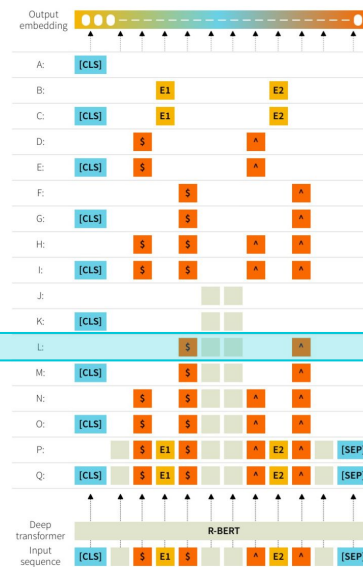 Output
embedding
A: [CLS]
B: E1 E2
C: [CLS] E1 E2
D: $ ^
E: [CLS] $ ^
F: $ ^
G: [CLS] $ ^
H: $ $ ^ ^
I: [CLS] $ $ ^ ^
J:
K: [CLS]
L: $ ^
M: [CLS] $ ^
N: $ $ ^ ^
O: [CLS] $ $ ^ ^
P: $ E1 $ ^ E2 ^ [SEP]
Q: [CLS] $ E1 $ ^ E2 ^ [SEP]
Deep
transformer
R-BERT
Input
sequence
[CLS] $ E1 $ ^ E2 ^ [SEP]